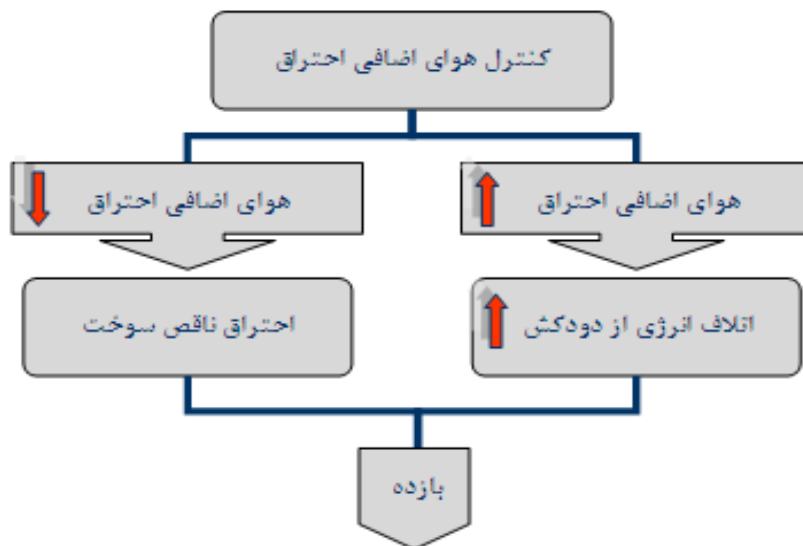 کنترل هوای اضافی احتراق
هوای اضافی احتراق
هوای اضافی احتراق
اتلاف انرژی از دودکش
احتراق ناقص سوخت
بازده